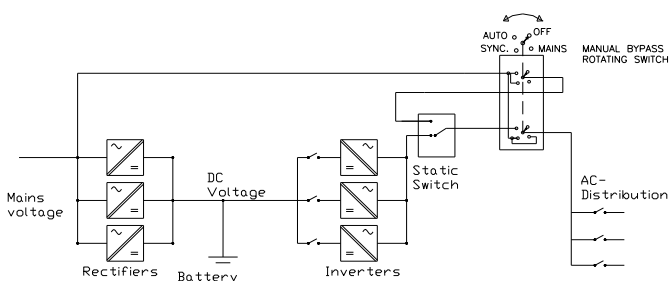 AUTO OFF
SYNC. MAINS
MANUAL BYPASS
ROTATING SWITCH
Mains
voltage
Rectifiers
DC
Voltage
Battery
Inverters
Static
Switch
AC-
Distribution